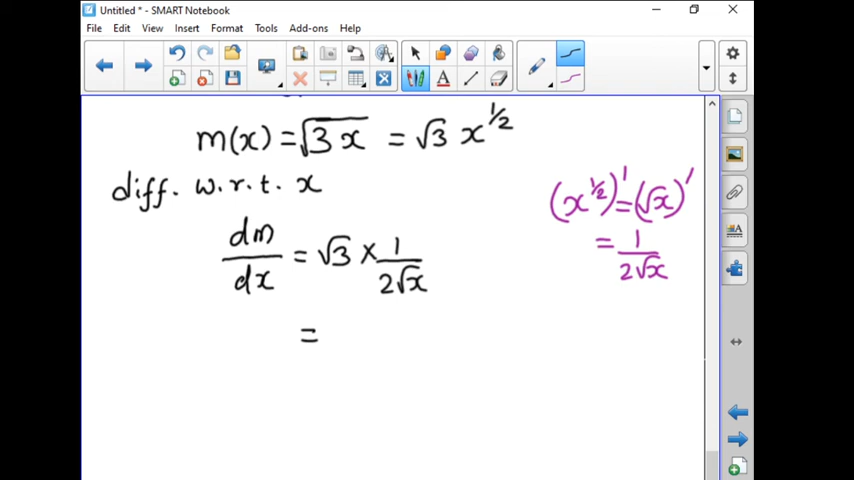 Untitled * - SMART Notebook
File Edit View Insert Format Tools Add-ons Help
m(x) = √3x = √3 x^1/2
diff. w.r.t. x
(x^1/2)' = (√x)'
= 1/2√x
dm/dx = √3 × 1/2√x
=